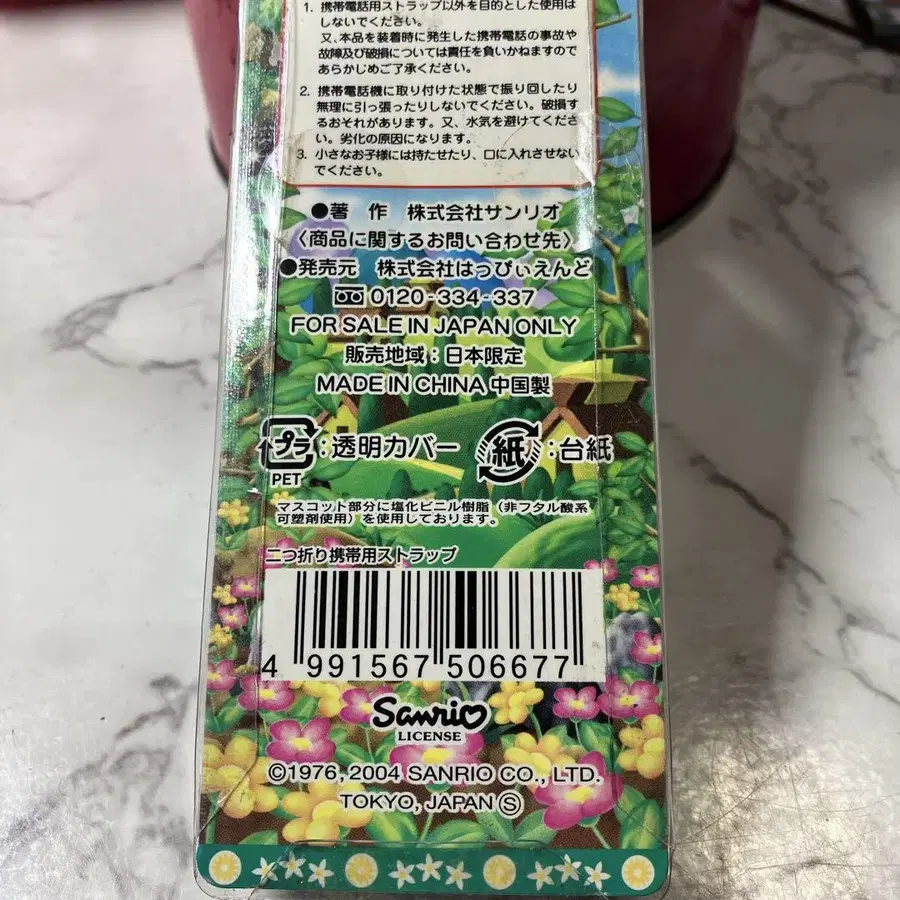 1. 携帯電話用ストラップ以外を目的とした使用は
しないでください。
又、本品を装着時に発生した携帯電話の事故や
故障及び破損については責任を負いかねますので
あらかじめご了承ください。
2. 携帯電話機に取り付けた状態で振り回したり
無理に引っ張ったりしないでください。破損する
おそれがあります。又、水気を避けてくださ
い。劣化の原因になります。
3. 小さなお子様には持たせたり、口に入れさせない
でください。
●著 作 株式会社サンリオ
〈商品に関するお問い合わせ先〉
●発売元 株式会社はっぴぃえんど
0120-334-337
FOR SALE IN JAPAN ONLY
販売地域：日本限定
MADE IN CHINA 中国製
プラ：透明カバー 紙：台紙
PET
マスコット部分に塩化ビニル樹脂（非フタル酸系
可塑剤使用）を使用しております。
二つ折り携帯用ストラップ
4 991567 506677
Sanrio
LICENSE
©1976, 2004 SANRIO CO., LTD.
TOKYO, JAPAN Ⓢ